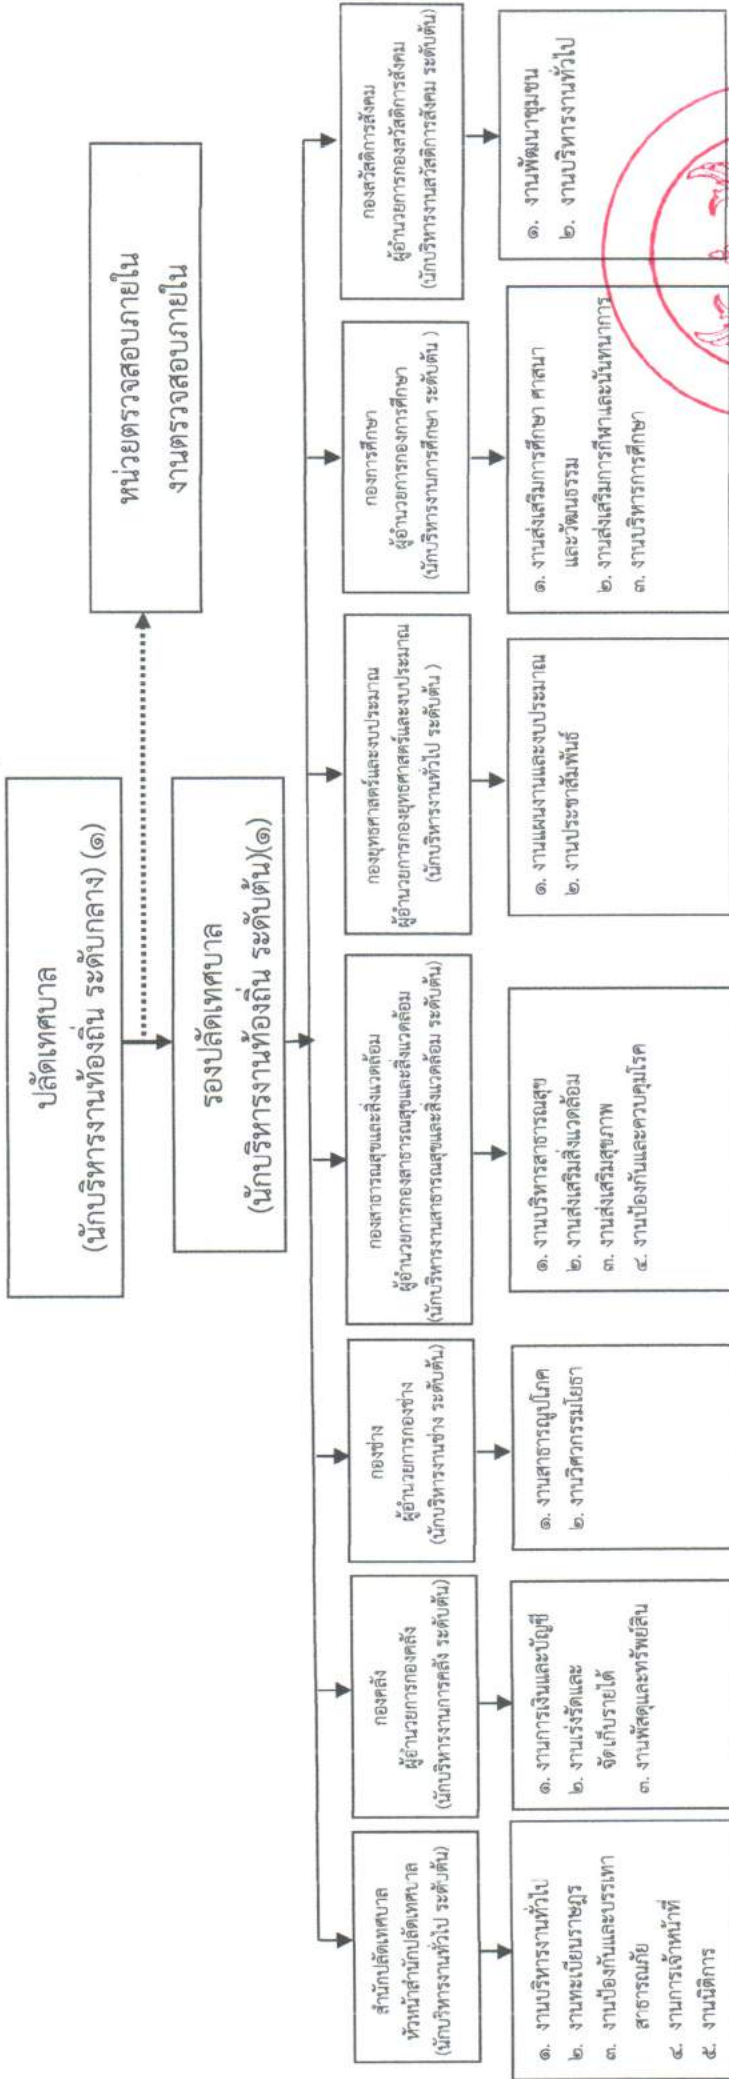 ปลัดเทศบาล
(นักบริหารงานท้องถิ่น ระดับกลาง) (๑)
หน่วยตรวจสอบภายใน
งานตรวจสอบภายใน
รองปลัดเทศบาล
(นักบริหารงานท้องถิ่น ระดับต้น)(๑)
สำนักปลัดเทศบาล
หัวหน้าสำนักปลัดเทศบาล
(นักบริหารงานทั่วไป ระดับต้น)
กองคลัง
ผู้อำนวยการกองคลัง
(นักบริหารงานการคลัง ระดับต้น)
กองช่าง
ผู้อำนวยการกองช่าง
(นักบริหารงานช่าง ระดับต้น)
กองสาธารณสุขและสิ่งแวดล้อม
ผู้อำนวยการกองสาธารณสุขและสิ่งแวดล้อม
(นักบริหารงานสาธารณสุขและสิ่งแวดล้อม ระดับต้น)
กองยุทธศาสตร์และงบประมาณ
ผู้อำนวยการกองยุทธศาสตร์และงบประมาณ
(นักบริหารงานทั่วไป ระดับต้น )
กองการศึกษา
ผู้อำนวยการกองการศึกษา
(นักบริหารงานการศึกษา ระดับต้น )
กองสวัสดิการสังคม
ผู้อำนวยการกองสวัสดิการสังคม
(นักบริหารงานสวัสดิการสังคม ระดับต้น)
๑. งานบริหารงานทั่วไป
๒. งานทะเบียนราษฎร
๓. งานป้องกันและบรรเทา
สาธารณภัย
๔. งานการเจ้าหน้าที่
๕. งานนิติการ
๑. งานการเงินและบัญชี
๒. งานเร่งรัดและ
จัดเก็บรายได้
๓. งานพัสดุและทรัพย์สิน
๑. งานสาธารณูปโภค
๒. งานวิศวกรรมโยธา
๑. งานบริหารสาธารณสุข
๒. งานส่งเสริมสิ่งแวดล้อม
๓. งานส่งเสริมสุขภาพ
๔. งานป้องกันและควบคุมโรค
๑. งานแผนงานและงบประมาณ
๒. งานประชาสัมพันธ์
๑. งานส่งเสริมการศึกษา ศาสนา
และวัฒนธรรม
๒. งานส่งเสริมการกีฬาและนันทนาการ
๓. งานบริหารการศึกษา
๑. งานพัฒนาชุมชน
๒. งานบริหารงานทั่วไป